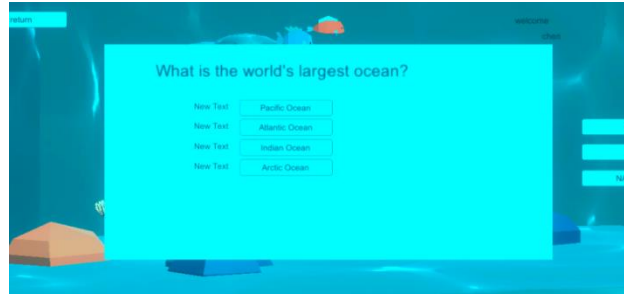 return
welcome
chen
What is the world's largest ocean?
New Text Pacific Ocean
New Text Atlantic Ocean
New Text Indian Ocean
New Text Arctic Ocean